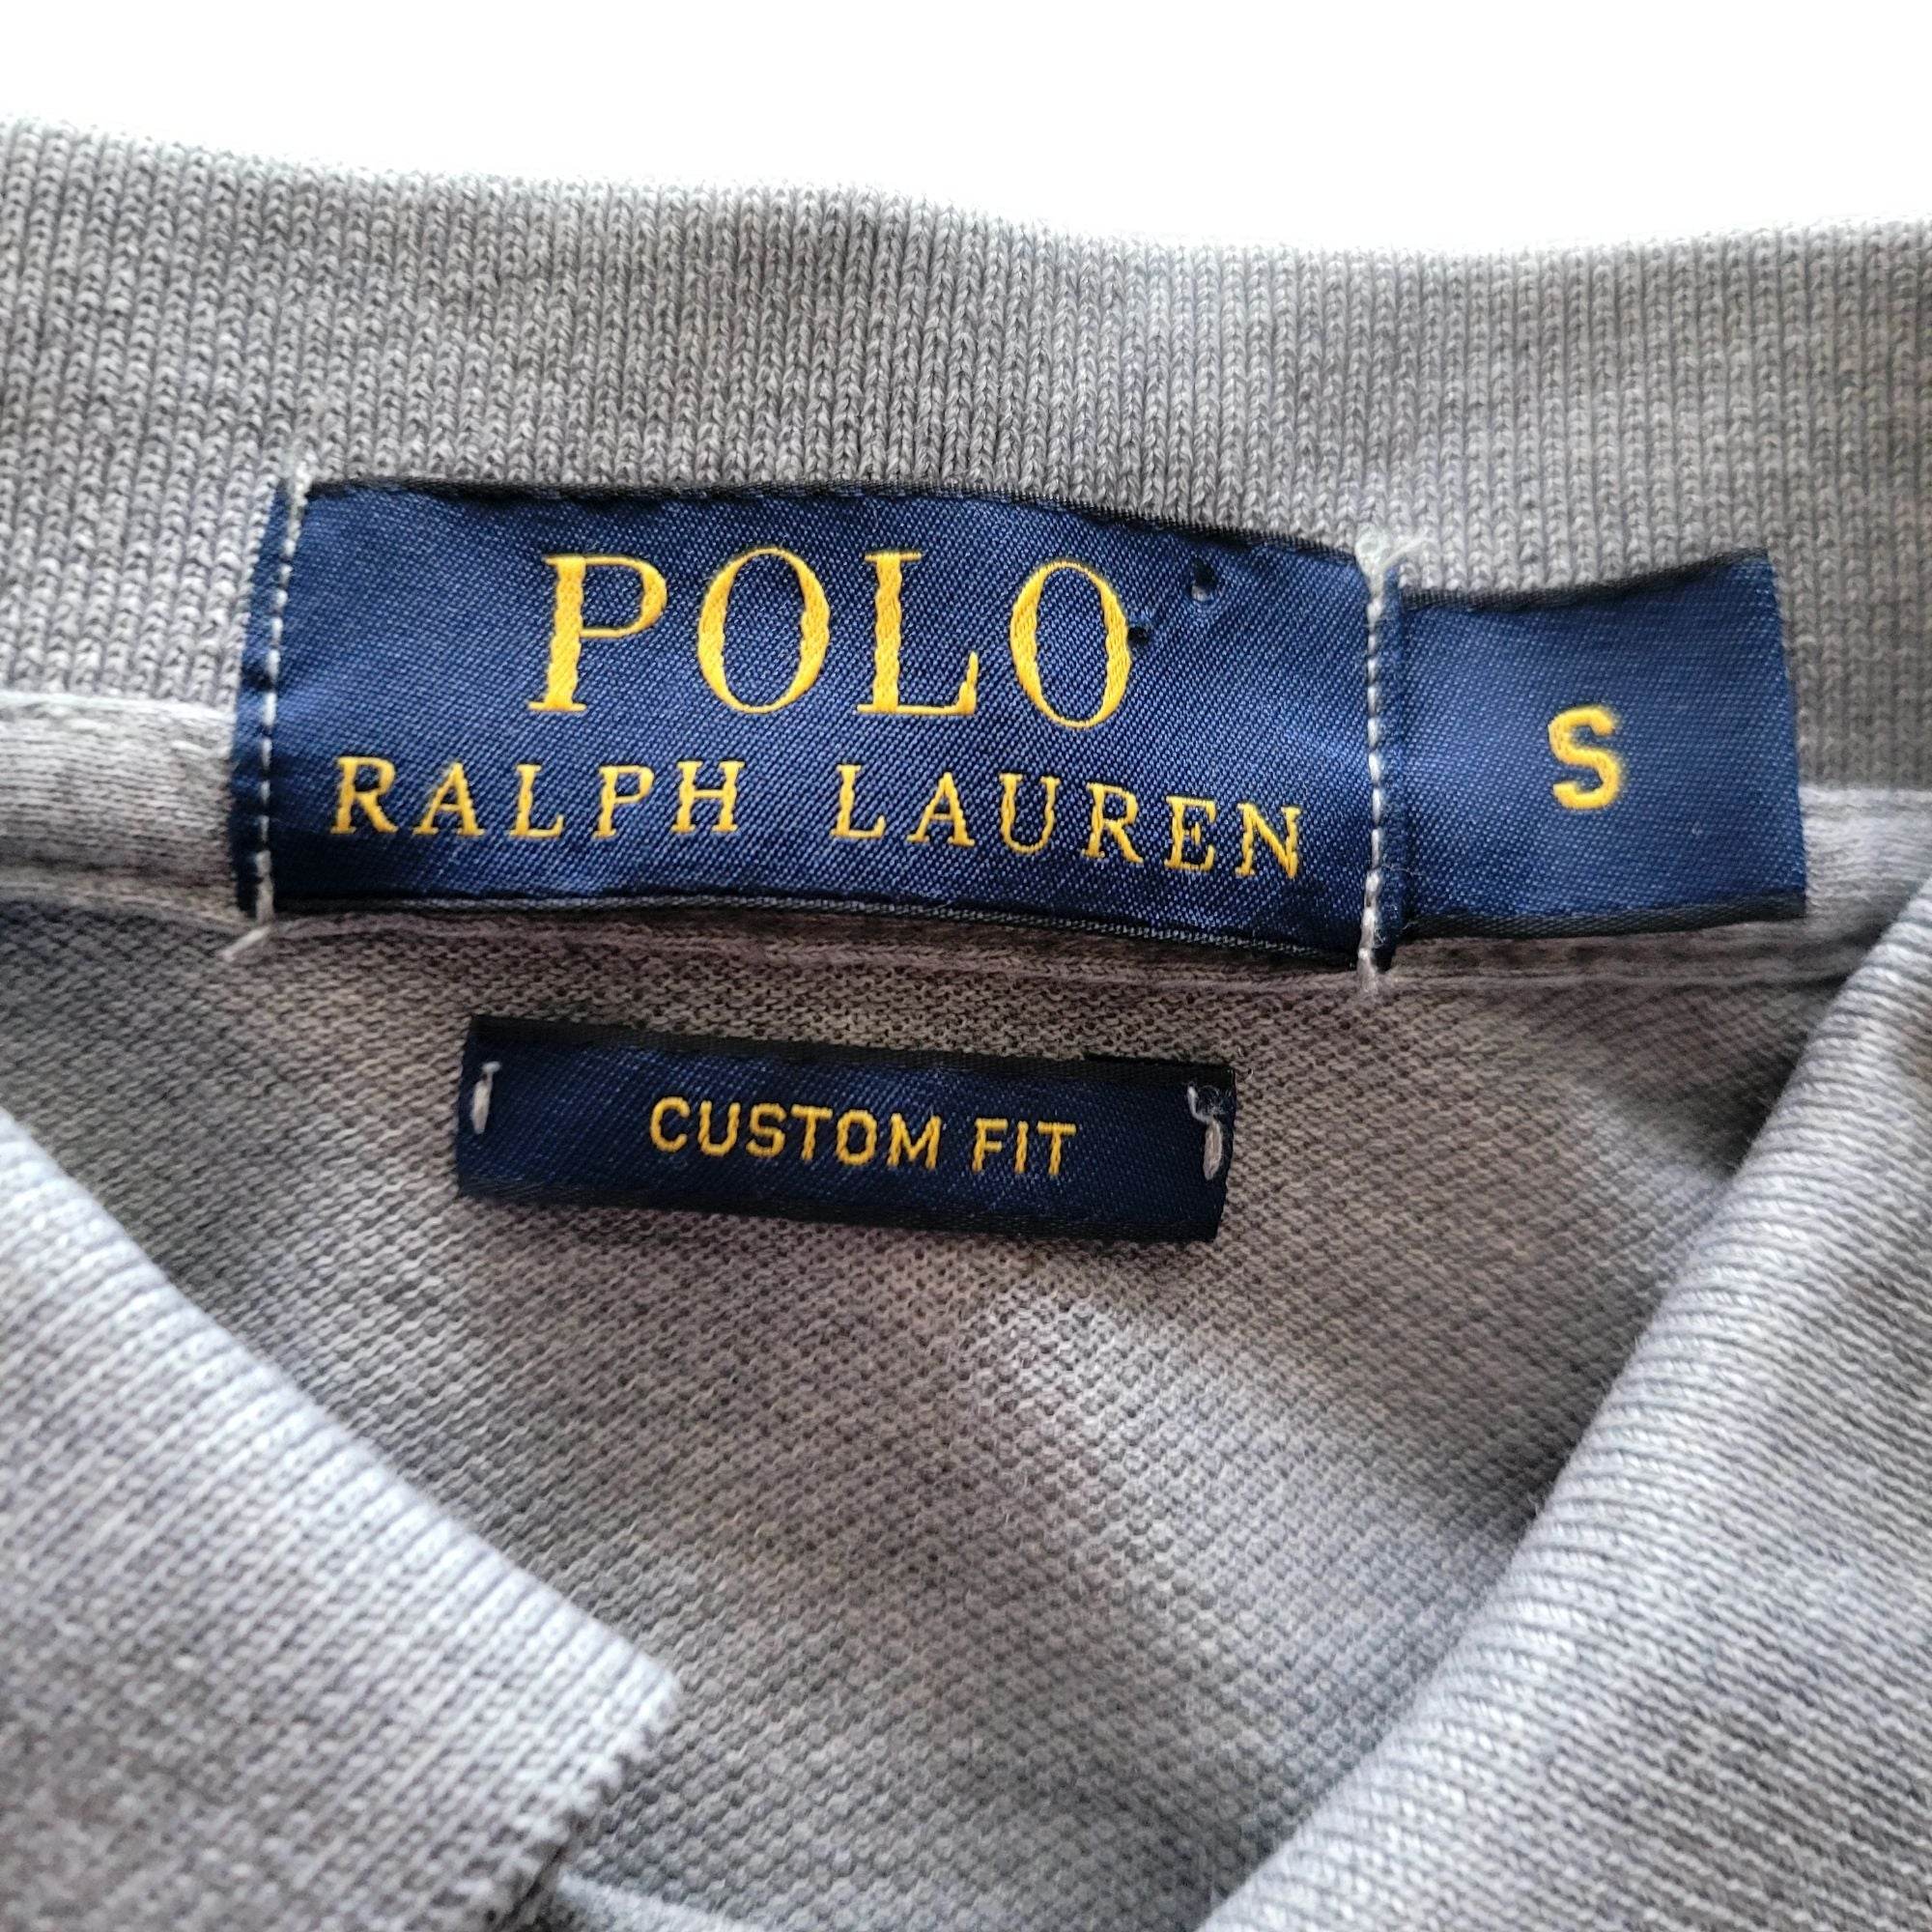 POLO
RALPH LAUREN
S
CUSTOM FIT